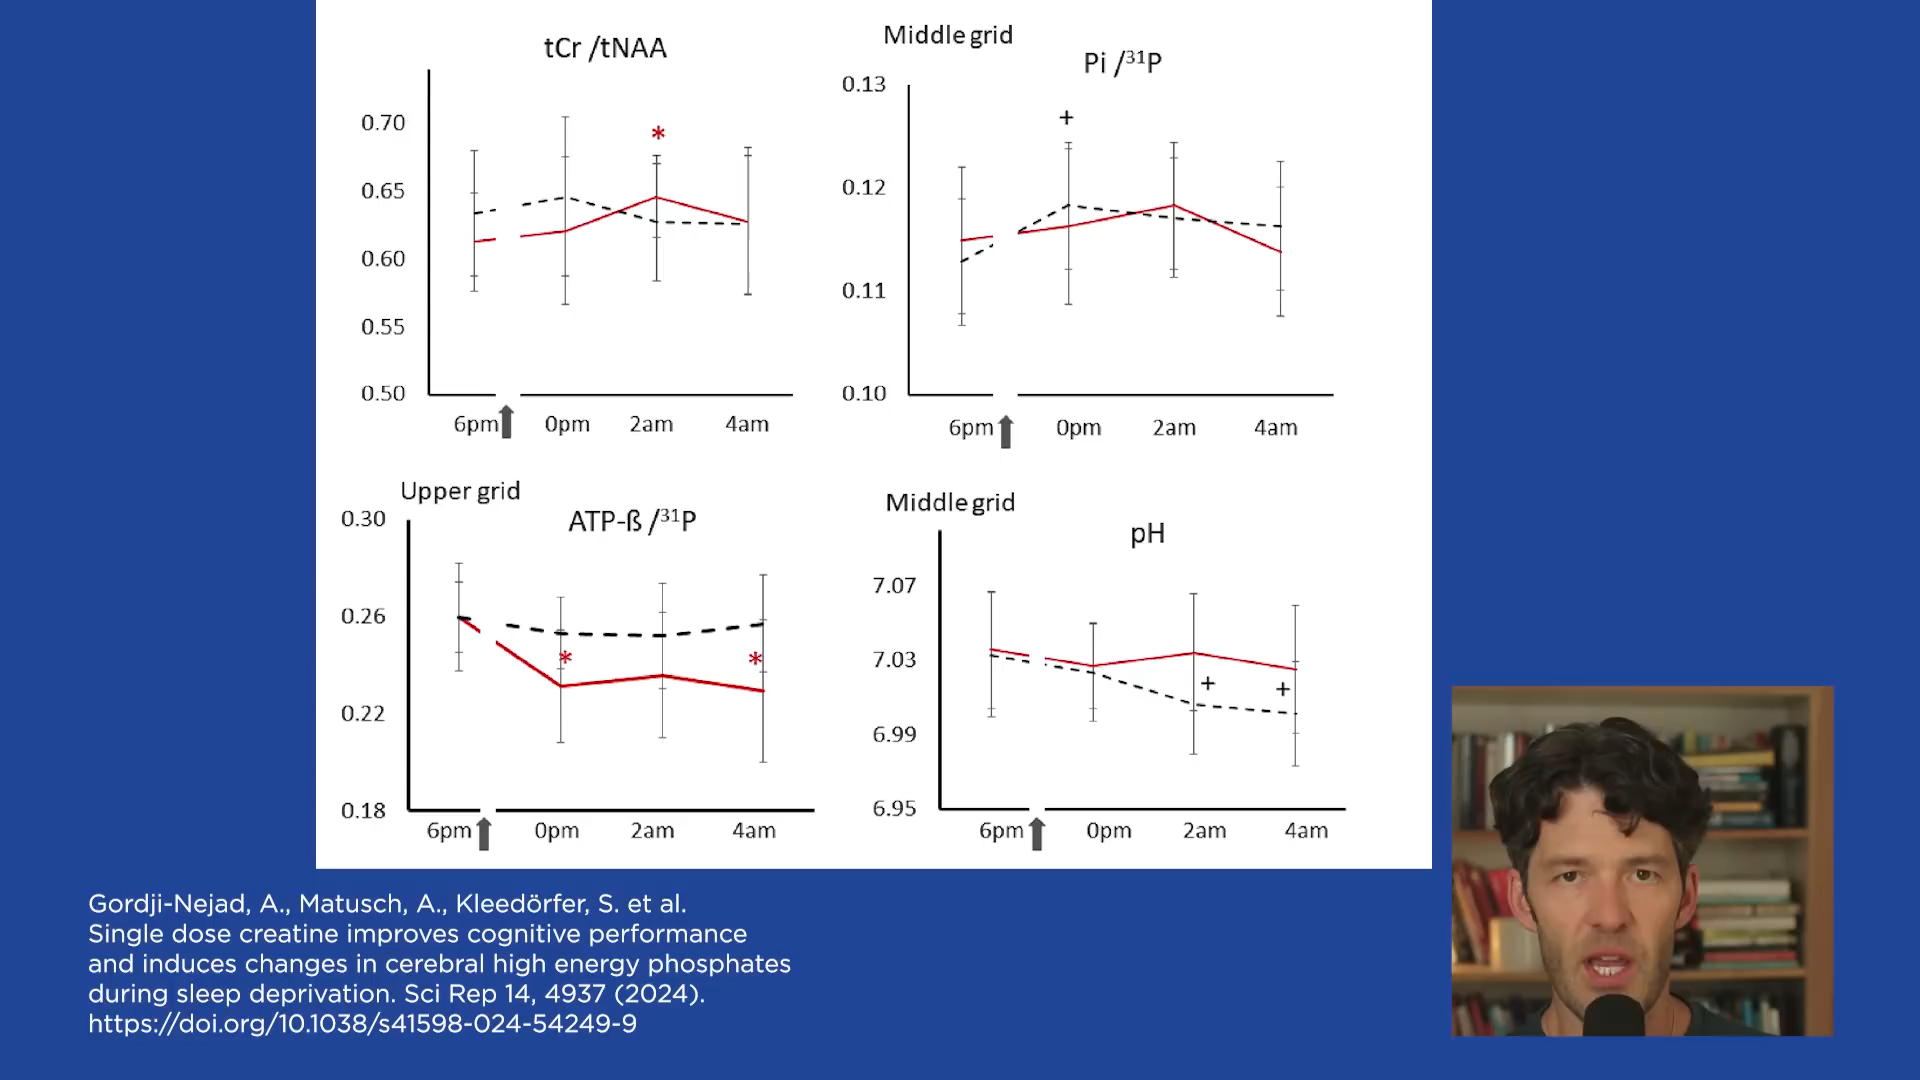 tCr /tNAA
0.70
0.65
0.60
0.55
0.50
6pm 0pm 2am 4am
*
Middle grid
Pi /³¹P
0.13
0.12
0.11
0.10
6pm 0pm 2am 4am
+
Upper grid
ATP-ß /³¹P
0.30
0.26
0.22
0.18
6pm 0pm 2am 4am
* *
Middle grid
pH
7.07
7.03
6.99
6.95
6pm 0pm 2am 4am
+ +
Gordji-Nejad, A., Matusch, A., Kleedörfer, S. et al.
Single dose creatine improves cognitive performance
and induces changes in cerebral high energy phosphates
during sleep deprivation. Sci Rep 14, 4937 (2024).
https://doi.org/10.1038/s41598-024-54249-9